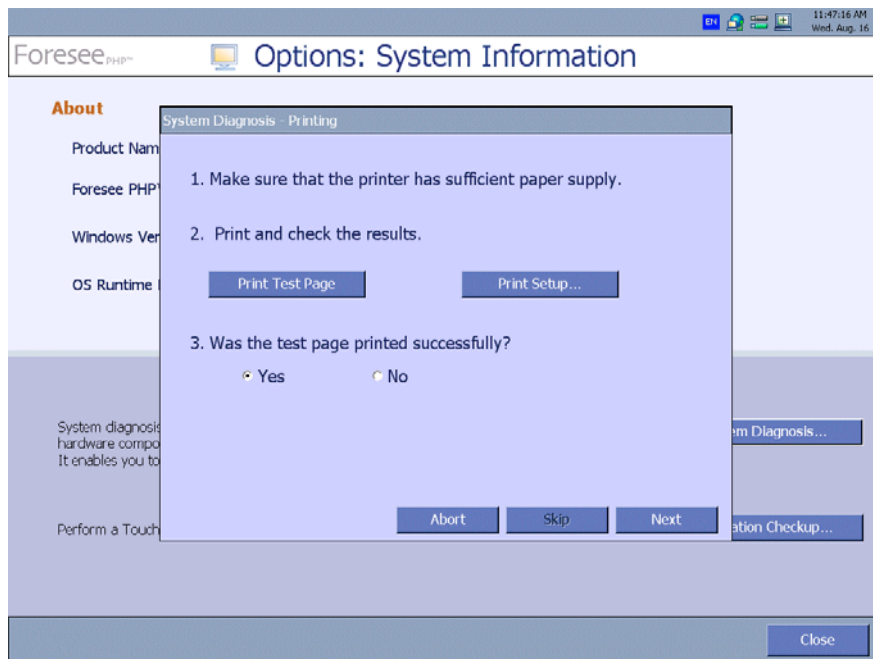 EN
11:47:16 AM
Wed. Aug. 16
Foresee PHP™
Options: System Information
About
System Diagnosis - Printing
Product Nam
Foresee PHP
Windows Ver
OS Runtime
1. Make sure that the printer has sufficient paper supply.
2. Print and check the results.
Print Test Page
Print Setup...
3. Was the test page printed successfully?
Yes
No
System diagnosis
hardware compo
It enables you to
em Diagnosis...
Abort
Skip
Next
Perform a Touch
ation Checkup...
Close